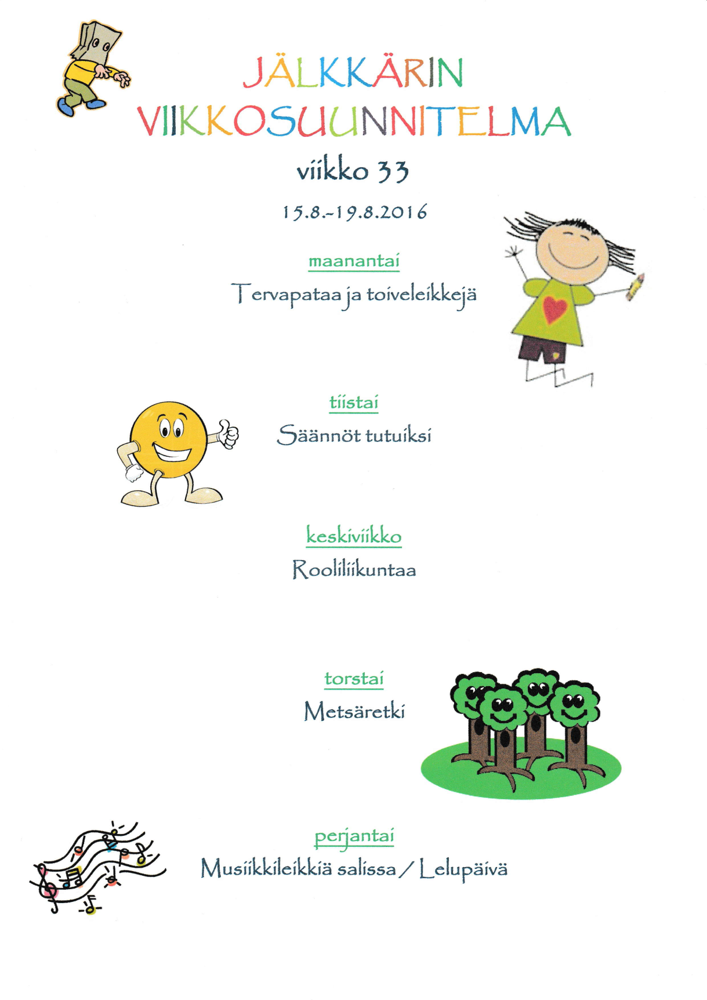 JÄLKKÄRIN
VIIKKOSUUNNITELMA
viikko 33
15.8.-19.8.2016
maanantai
Tervapataa ja toiveleikkejä
tiistai
Säännöt tutuiksi
keskiviikko
Rooliliikuntaa
torstai
Metsäretki
perjantai
Musiikkileikkiä salissa / Lelupäivä